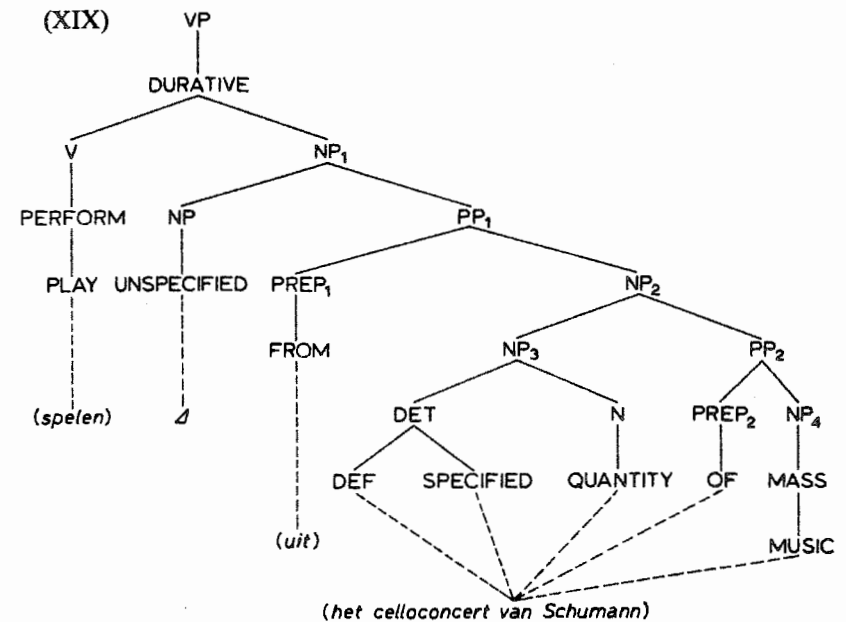 (XIX) VP
DURATIVE
V NP₁
PERFORM NP PP₁
PLAY UNSPECIFIED PREP₁ NP₂
FROM NP₃ PP₂
(spelen) Δ DET N PREP₂ NP₄
DEF SPECIFIED QUANTITY OF MASS
(uit) MUSIC
(het celloconcert van Schumann)